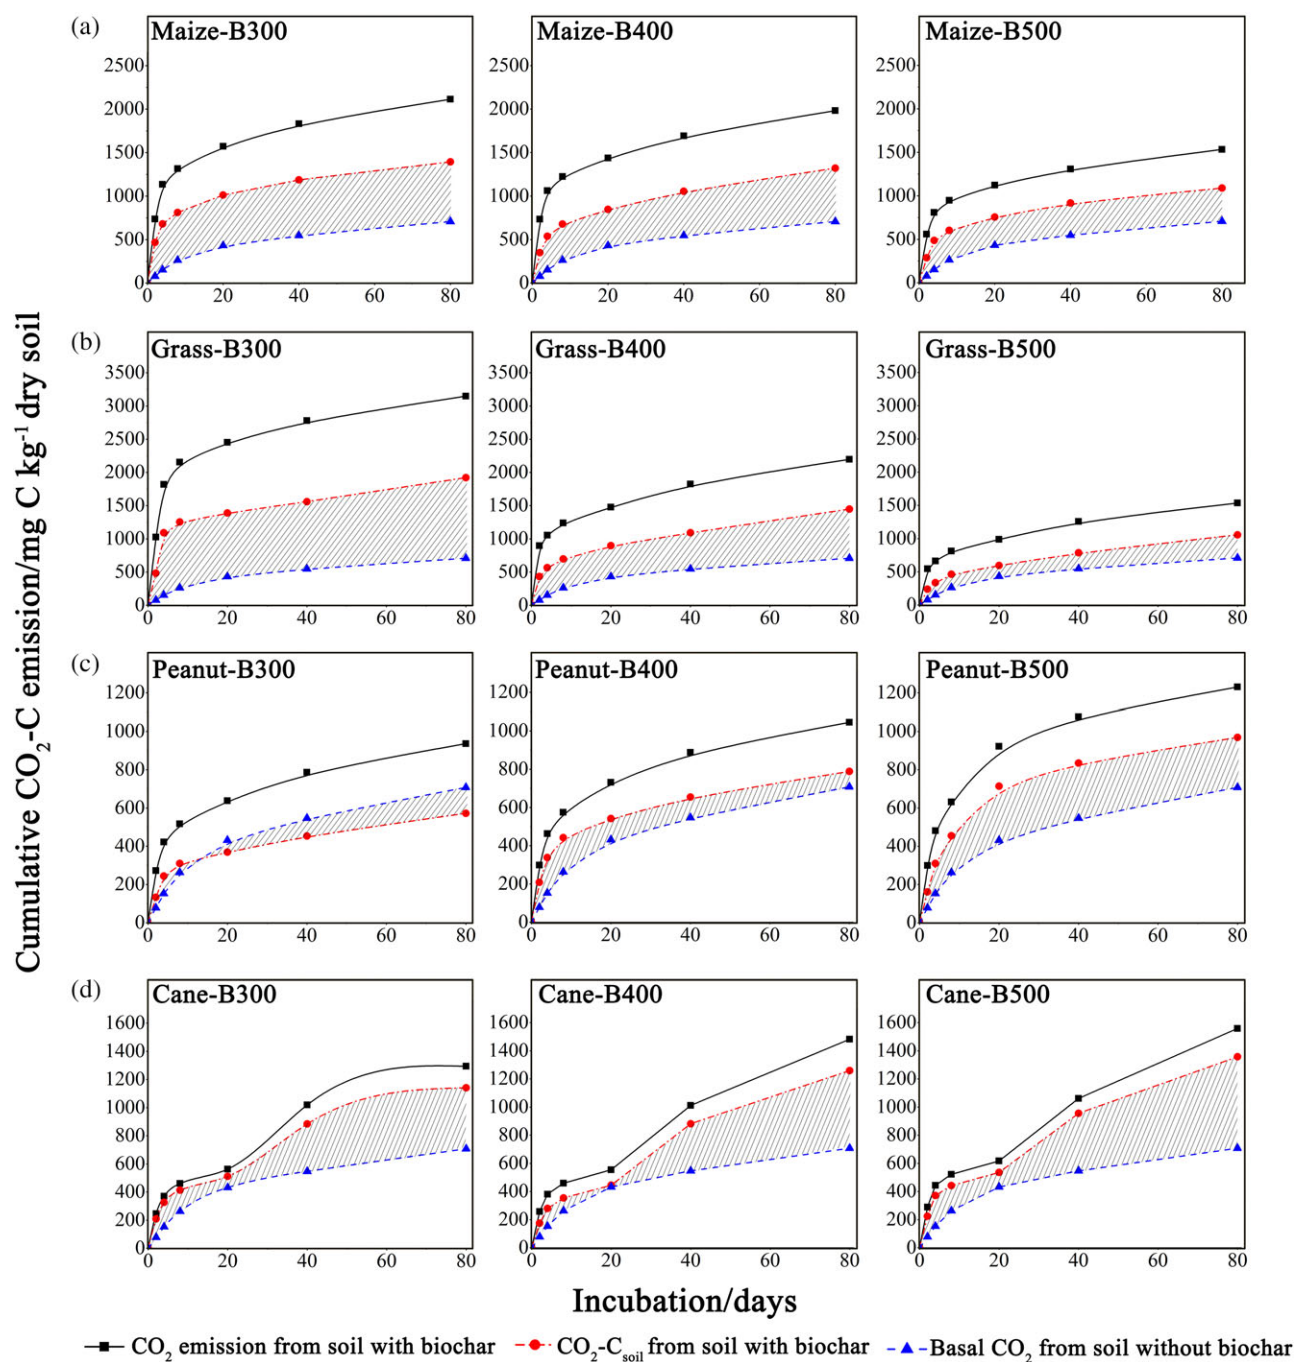 (a)
Maize-B300 Maize-B400 Maize-B500
2500 2500 2500
2000 2000 2000
1500 1500 1500
1000 1000 1000
500 500 500
0 0 0
0 20 40 60 80 0 20 40 60 80 0 20 40 60 80
(b)
Grass-B300 Grass-B400 Grass-B500
3500 3500 3500
3000 3000 3000
2500 2500 2500
2000 2000 2000
1500 1500 1500
1000 1000 1000
500 500 500
0 0 0
0 20 40 60 80 0 20 40 60 80 0 20 40 60 80
(c)
Peanut-B300 Peanut-B400 Peanut-B500
1200 1200 1200
1000 1000 1000
800 800 800
600 600 600
400 400 400
200 200 200
0 0 0
0 20 40 60 80 0 20 40 60 80 0 20 40 60 80
(d)
Cane-B300 Cane-B400 Cane-B500
1600 1600 1600
1400 1400 1400
1200 1200 1200
1000 1000 1000
800 800 800
600 600 600
400 400 400
200 200 200
0 0 0
0 20 40 60 80 0 20 40 60 80 0 20 40 60 80
Cumulative CO₂-C emission/mg C kg⁻¹ dry soil
Incubation/days
CO₂ emission from soil with biochar CO₂-Csoil from soil with biochar Basal CO₂ from soil without biochar